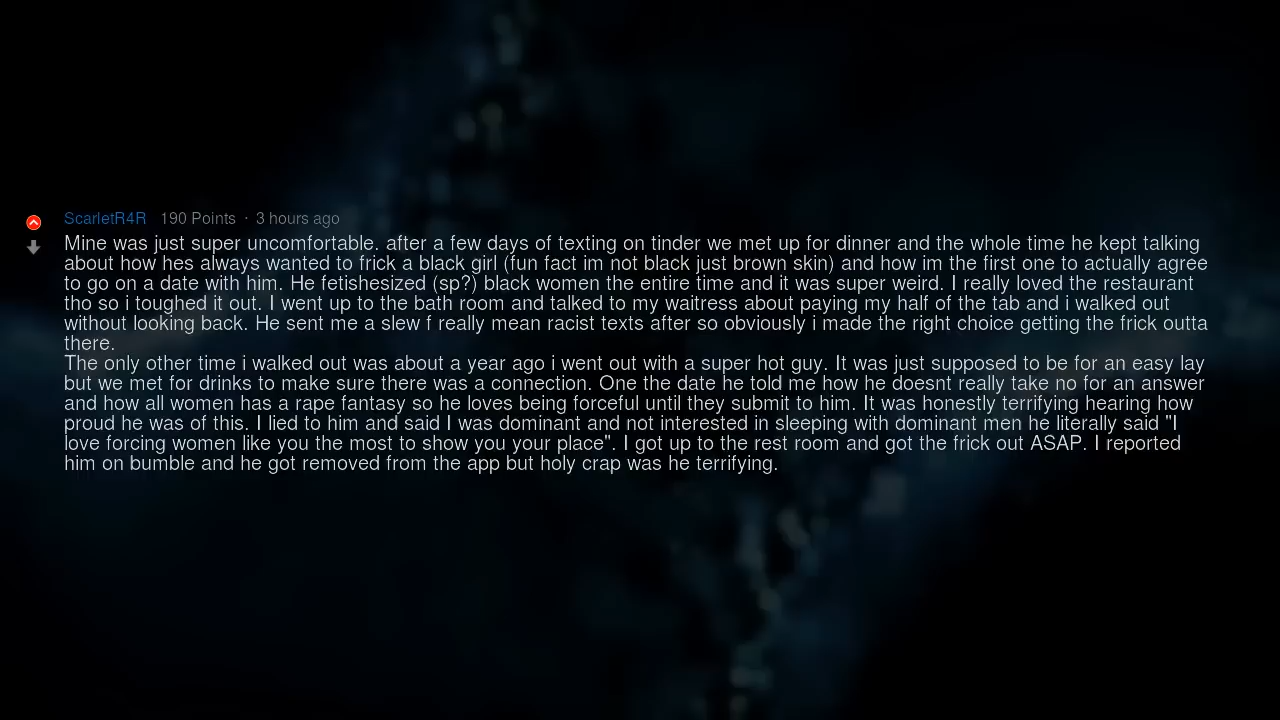 ScarletR4R 190 Points · 3 hours ago
Mine was just super uncomfortable. after a few days of texting on tinder we met up for dinner and the whole time he kept talking
about how hes always wanted to frick a black girl (fun fact im not black just brown skin) and how im the first one to actually agree
to go on a date with him. He fetishesized (sp?) black women the entire time and it was super weird. I really loved the restaurant
tho so i toughed it out. I went up to the bath room and talked to my waitress about paying my half of the tab and i walked out
without looking back. He sent me a slew f really mean racist texts after so obviously i made the right choice getting the frick outta
there.
The only other time i walked out was about a year ago i went out with a super hot guy. It was just supposed to be for an easy lay
but we met for drinks to make sure there was a connection. One the date he told me how he doesnt really take no for an answer
and how all women has a rape fantasy so he loves being forceful until they submit to him. It was honestly terrifying hearing how
proud he was of this. I lied to him and said I was dominant and not interested in sleeping with dominant men he literally said "I
love forcing women like you the most to show you your place". I got up to the rest room and got the frick out ASAP. I reported
him on bumble and he got removed from the app but holy crap was he terrifying.